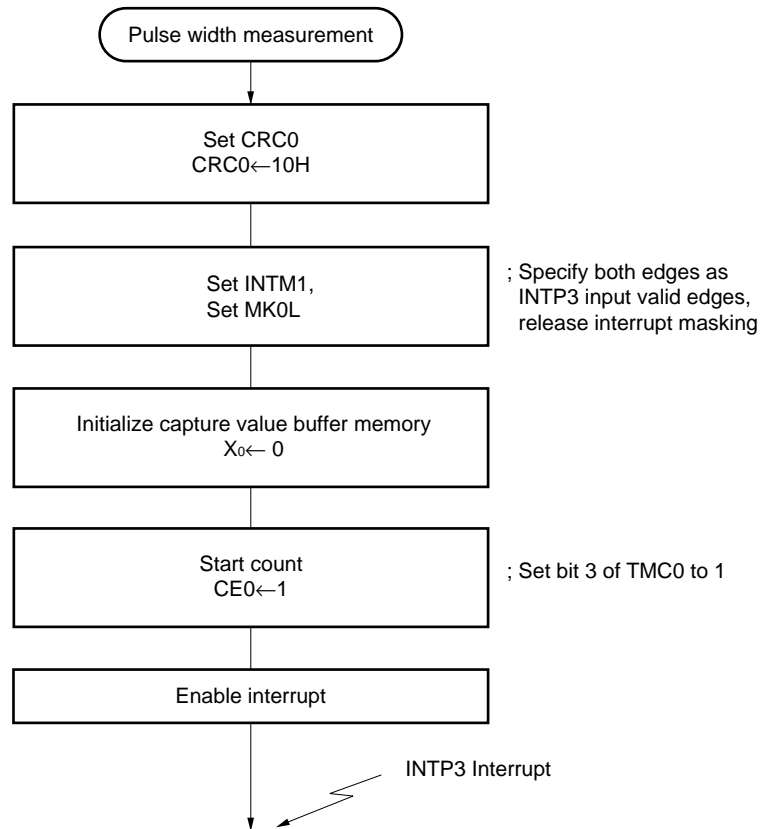 Pulse width measurement
Set CRC0
CRC0←10H
Set INTM1,
Set MK0L
; Specify both edges as
INTP3 input valid edges,
release interrupt masking
Initialize capture value buffer memory
X₀← 0
Start count
CE0←1
; Set bit 3 of TMC0 to 1
Enable interrupt
INTP3 Interrupt